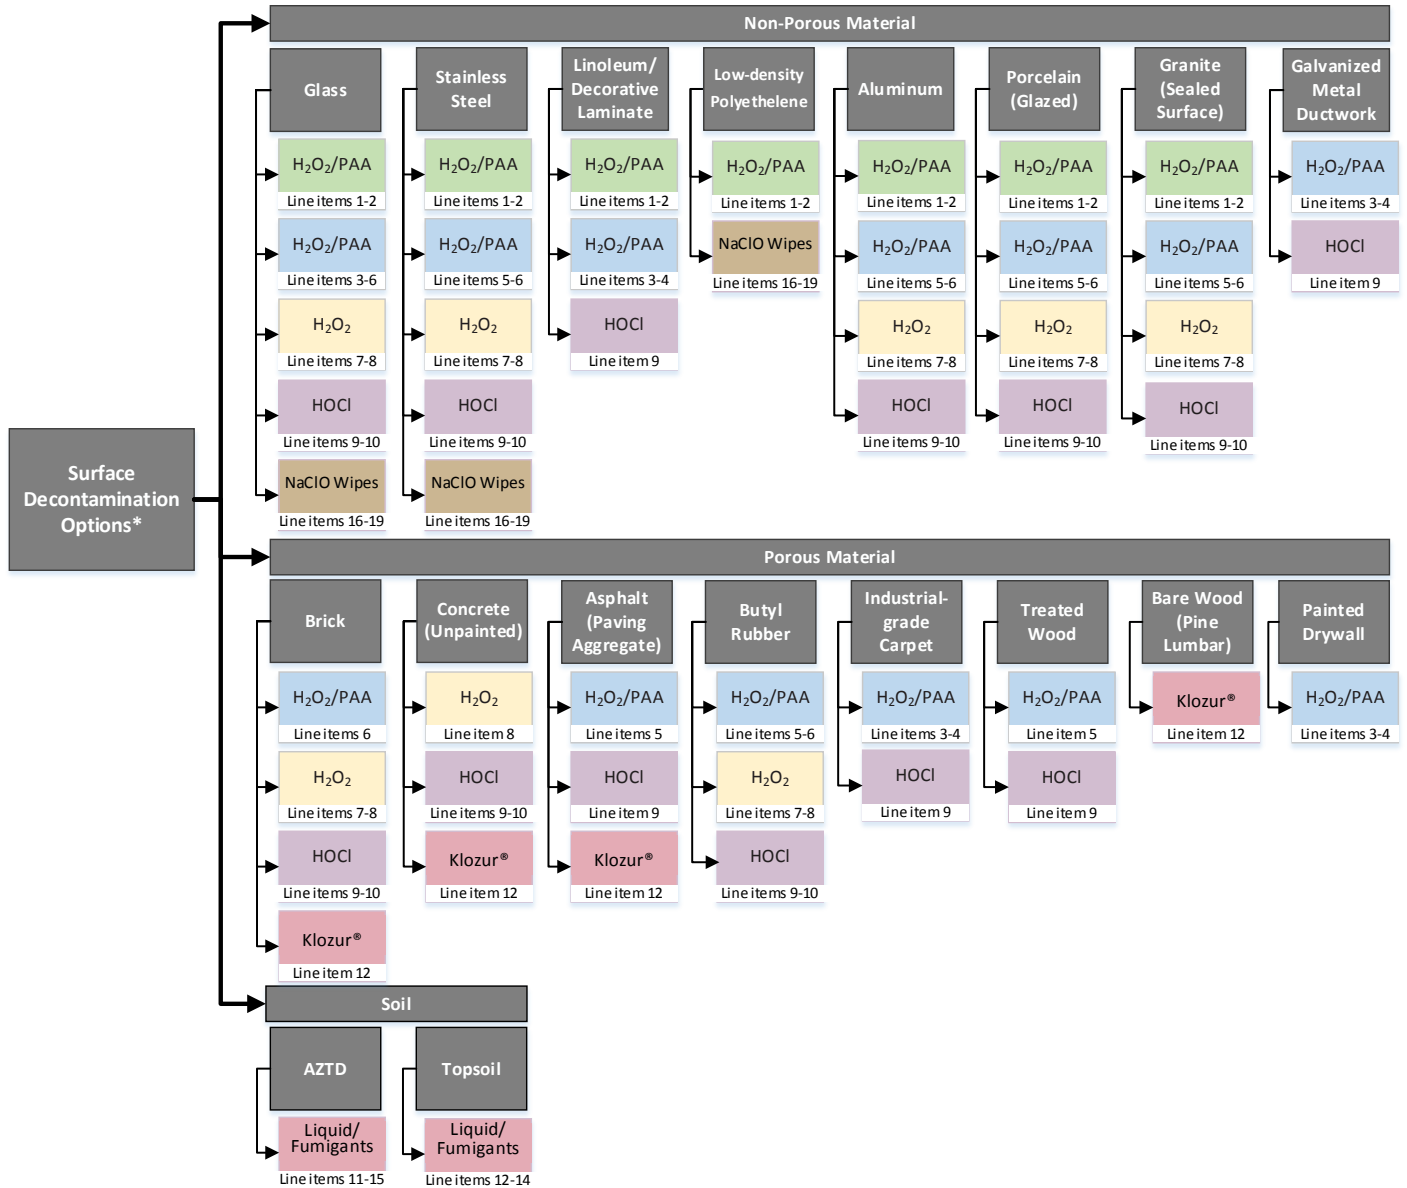 Non-Porous Material
Glass
H₂O₂/PAA
Line items 1-2
H₂O₂/PAA
Line items 3-6
H₂O₂
Line items 7-8
HOCl
Line items 9-10
NaClO Wipes
Line items 16-19
Stainless
Steel
H₂O₂/PAA
Line items 1-2
H₂O₂/PAA
Line items 5-6
H₂O₂
Line items 7-8
HOCl
Line items 9-10
NaClO Wipes
Line items 16-19
Linoleum/
Decorative
Laminate
H₂O₂/PAA
Line items 1-2
H₂O₂/PAA
Line items 3-4
HOCl
Line item 9
Low-density
Polyethelene
H₂O₂/PAA
Line items 1-2
NaClO Wipes
Line items 16-19
Aluminum
H₂O₂/PAA
Line items 1-2
H₂O₂/PAA
Line items 5-6
H₂O₂
Line items 7-8
HOCl
Line items 9-10
Porcelain
(Glazed)
H₂O₂/PAA
Line items 1-2
H₂O₂/PAA
Line items 5-6
H₂O₂
Line items 7-8
HOCl
Line items 9-10
Granite
(Sealed
Surface)
H₂O₂/PAA
Line items 1-2
H₂O₂/PAA
Line items 5-6
H₂O₂
Line items 7-8
HOCl
Line items 9-10
Galvanized
Metal
Ductwork
H₂O₂/PAA
Line items 3-4
HOCl
Line item 9
Surface
Decontamination
Options*
Porous Material
Brick
H₂O₂/PAA
Line items 6
H₂O₂
Line items 7-8
HOCl
Line items 9-10
Klozur®
Line item 12
Concrete
(Unpainted)
H₂O₂
Line item 8
HOCl
Line items 9-10
Klozur®
Line item 12
Asphalt
(Paving
Aggregate)
H₂O₂/PAA
Line items 5
HOCl
Line item 9
Klozur®
Line item 12
Butyl
Rubber
H₂O₂/PAA
Line items 5-6
H₂O₂
Line items 7-8
HOCl
Line items 9-10
Industrial-
grade
Carpet
H₂O₂/PAA
Line items 3-4
HOCl
Line item 9
Treated
Wood
H₂O₂/PAA
Line item 5
HOCl
Line item 9
Bare Wood
(Pine
Lumbar)
Klozur®
Line item 12
Painted
Drywall
H₂O₂/PAA
Line items 3-4
Soil
AZTD
Liquid/
Fumigants
Line items 11-15
Topsoil
Liquid/
Fumigants
Line items 12-14